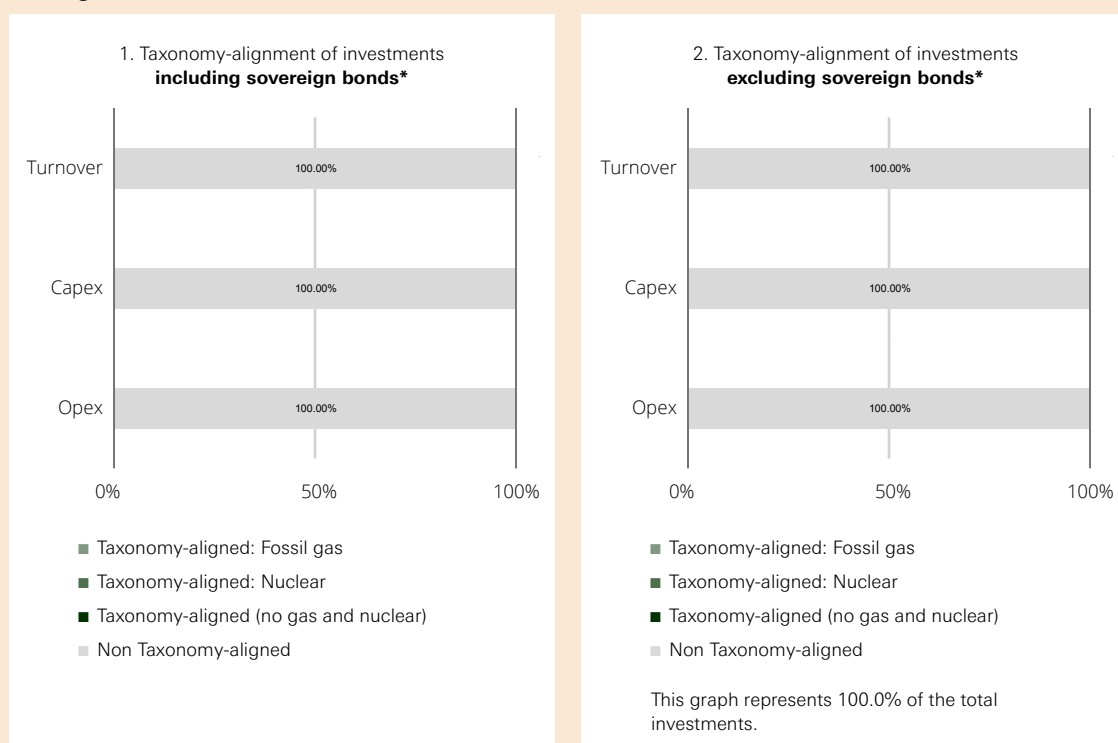 1. Taxonomy-alignment of investments
including sovereign bonds*
Turnover
100.00%
Capex
100.00%
Opex
100.00%
0% 50% 100%
Taxonomy-aligned: Fossil gas
Taxonomy-aligned: Nuclear
Taxonomy-aligned (no gas and nuclear)
Non Taxonomy-aligned
2. Taxonomy-alignment of investments
excluding sovereign bonds*
Turnover
100.00%
Capex
100.00%
Opex
100.00%
0% 50% 100%
Taxonomy-aligned: Fossil gas
Taxonomy-aligned: Nuclear
Taxonomy-aligned (no gas and nuclear)
Non Taxonomy-aligned
This graph represents 100.0% of the total
investments.